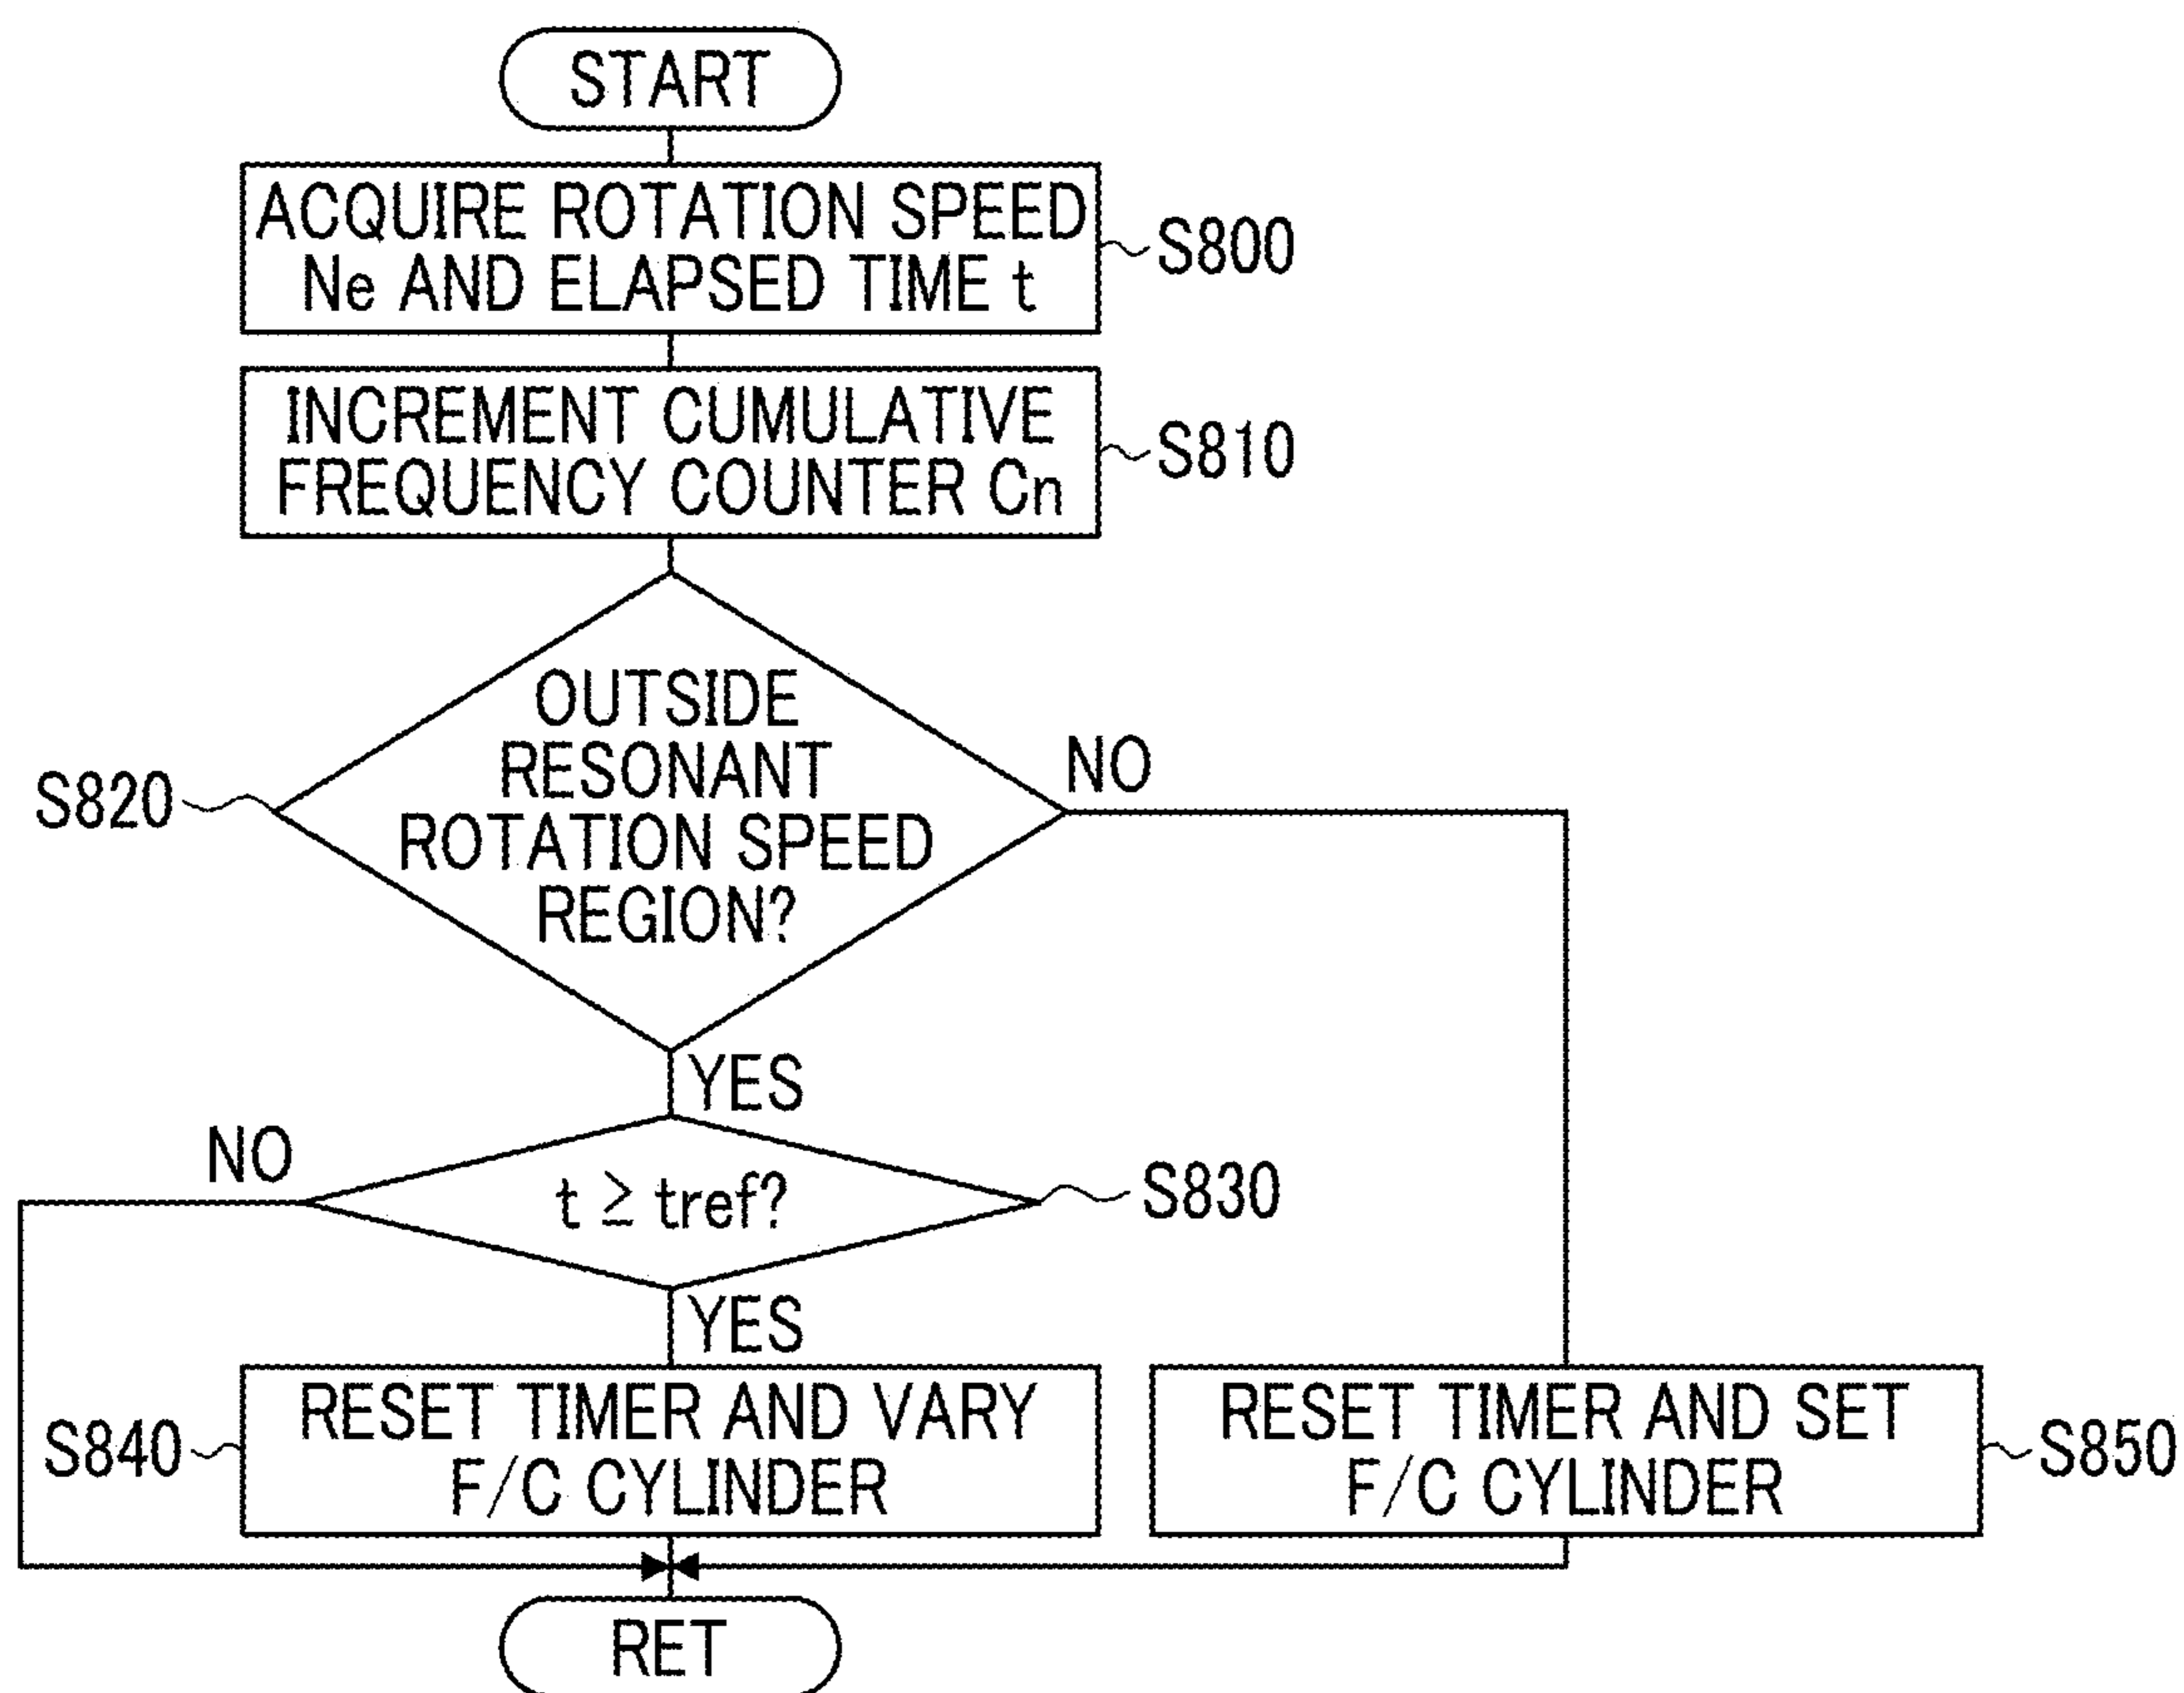 START
ACQUIRE ROTATION SPEED
Ne AND ELAPSED TIME t
S800
INCREMENT CUMULATIVE
FREQUENCY COUNTER Cn
S810
OUTSIDE
RESONANT
ROTATION SPEED
REGION?
S820
NO
YES
NO
t ≥ tref?
S830
YES
RESET TIMER AND VARY
F/C CYLINDER
S840
RESET TIMER AND SET
F/C CYLINDER
S850
RET